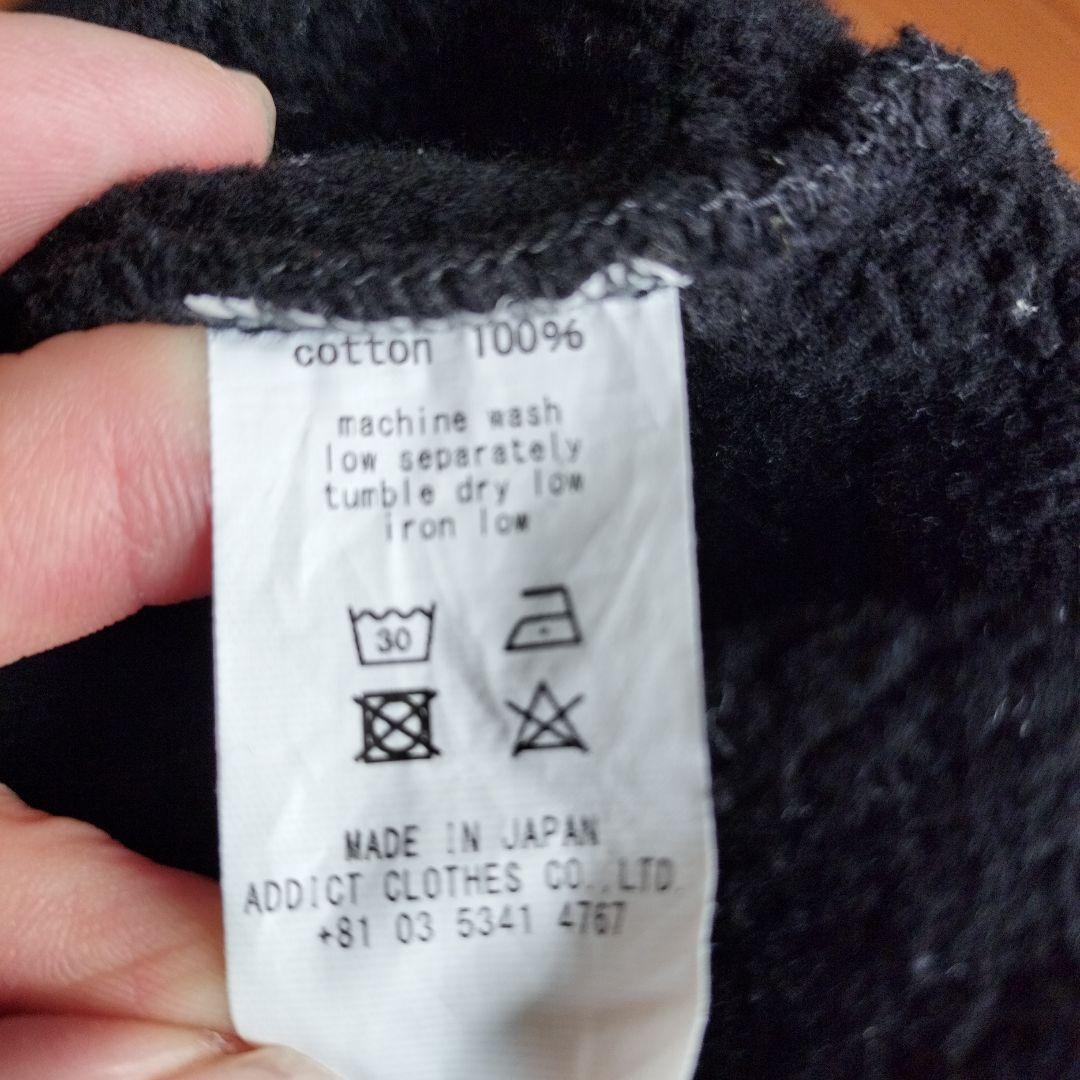 cotton 100%
machine wash
low separately
tumble dry low
iron low
30
MADE IN JAPAN
ADDICT CLOTHES CO.,LTD.
+81 03 5341 4767